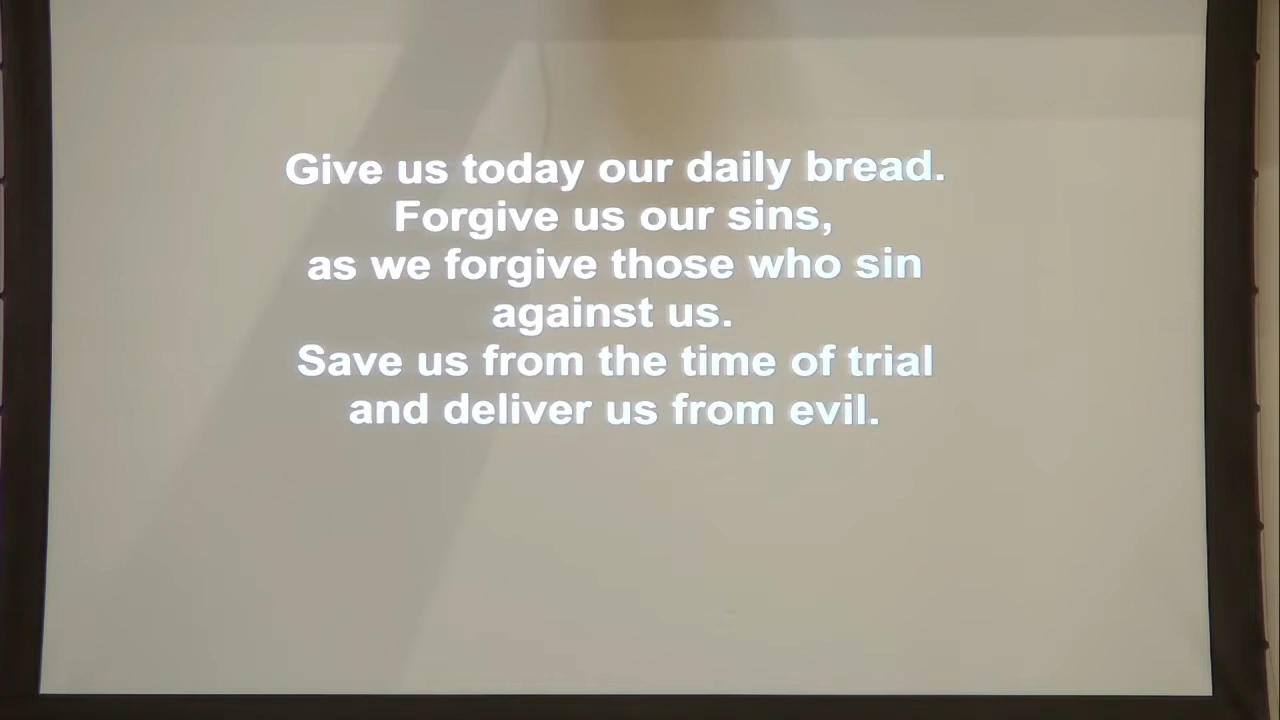 Give us today our daily bread.
Forgive us our sins,
as we forgive those who sin
against us.
Save us from the time of trial
and deliver us from evil.